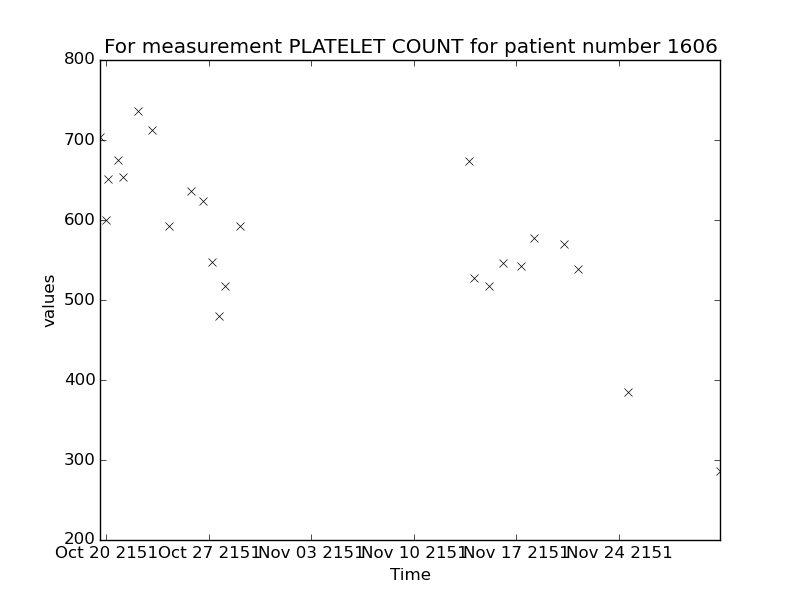 For measurement PLATELET COUNT for patient number 1606
800
700
600
500
400
300
200
values
Oct 20 2151 Oct 27 2151 Nov 03 2151 Nov 10 2151 Nov 17 2151 Nov 24 2151
Time